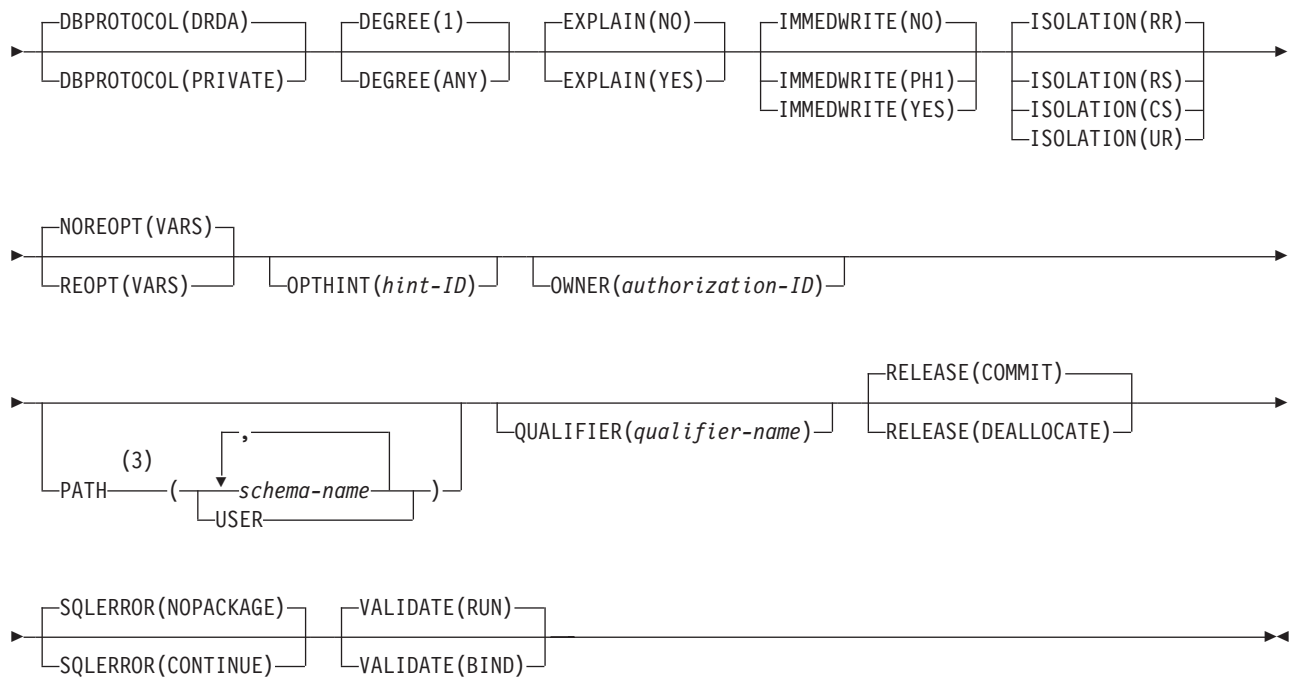 DBPROTOCOL(DRDA) DEGREE(1) EXPLAIN(NO) IMMEDWRITE(NO) ISOLATION(RR)
DBPROTOCOL(PRIVATE) DEGREE(ANY) EXPLAIN(YES) IMMEDWRITE(PH1) ISOLATION(RS)
IMMEDWRITE(YES) ISOLATION(CS)
ISOLATION(UR)
NOREOPT(VARS)
REOPT(VARS) OPTHINT(hint-ID) OWNER(authorization-ID)
RELEASE(COMMIT)
QUALIFIER(qualifier-name) RELEASE(DEALLOCATE)
,
(3)
PATH ( schema-name )
USER
SQLERROR(NOPACKAGE) VALIDATE(RUN)
SQLERROR(CONTINUE) VALIDATE(BIND)